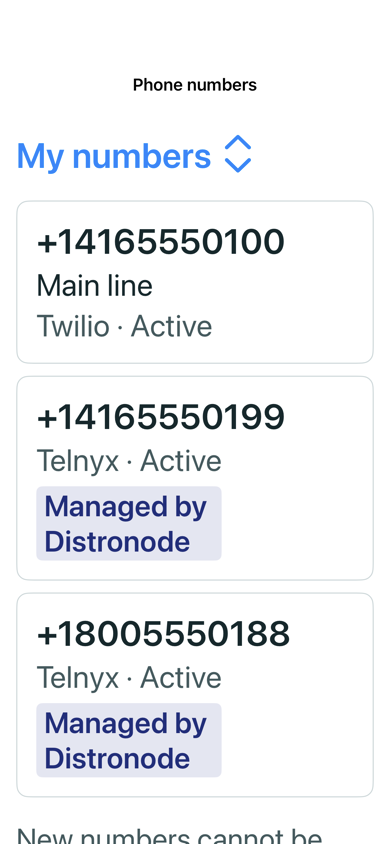 Phone numbers
My numbers
+14165550100
Main line
Twilio · Active
+14165550199
Telnyx · Active
Managed by
Distronode
+18005550188
Telnyx · Active
Managed by
Distronode
New numbers cannot be